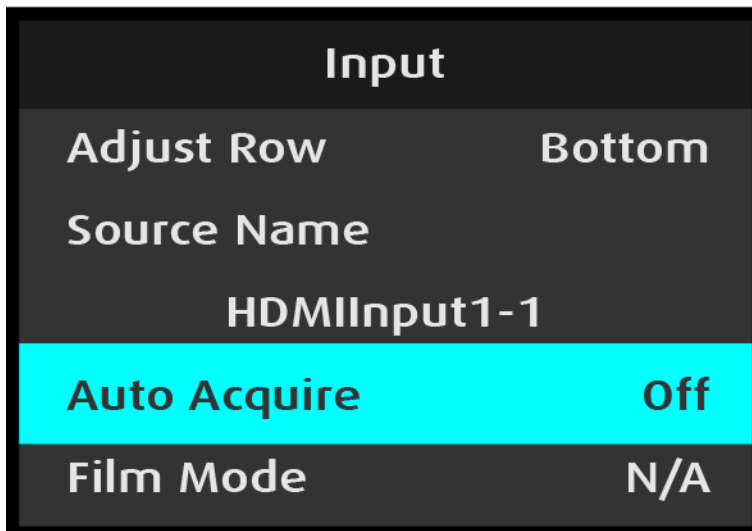 Input
Adjust Row Bottom
Source Name
HDMIInput1-1
Auto Acquire Off
Film Mode N/A